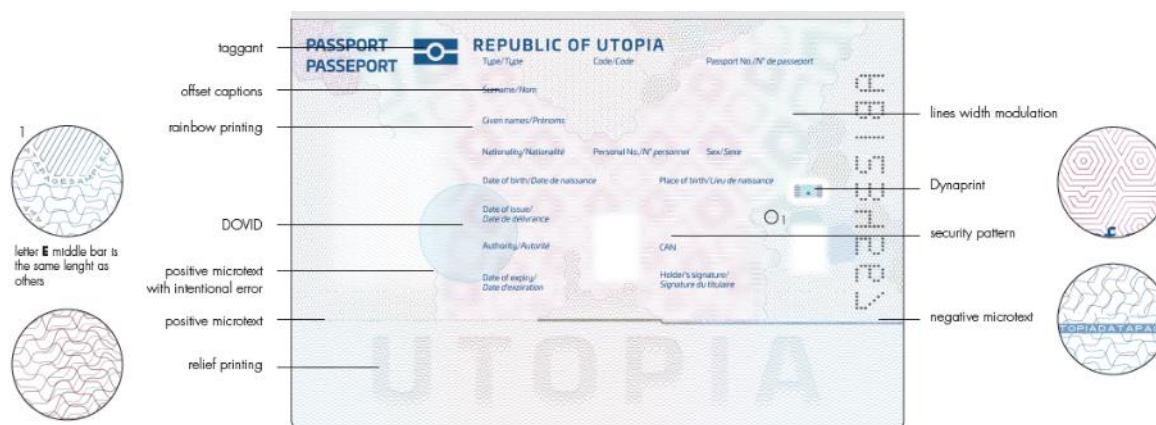 PASSPORT
PASSEPORT
REPUBLIC OF UTOPIA
Type/Type
Code/Code
Passport No./N° de passeport
Surname/Nom
Given names/Prénoms
Nationality/Nationalité
Personal No./N° personnel
Sex/Sexe
Date of birth/Date de naissance
Place of birth/Lieu de naissance
Date of issue/
Date de délivrance
Authority/Autorité
CAN
Date of expiry/
Date d'expiration
Holder's signature/
Signature du titulaire
UTOPIA
1
taggant
offset captions
rainbow printing
DOVID
positive microtext
with intentional error
positive microtext
relief printing
1
letter E middle bar is
the same lenght as
others
lines width modulation
Dynaprint
security pattern
negative microtext
TOPIADATAPAG